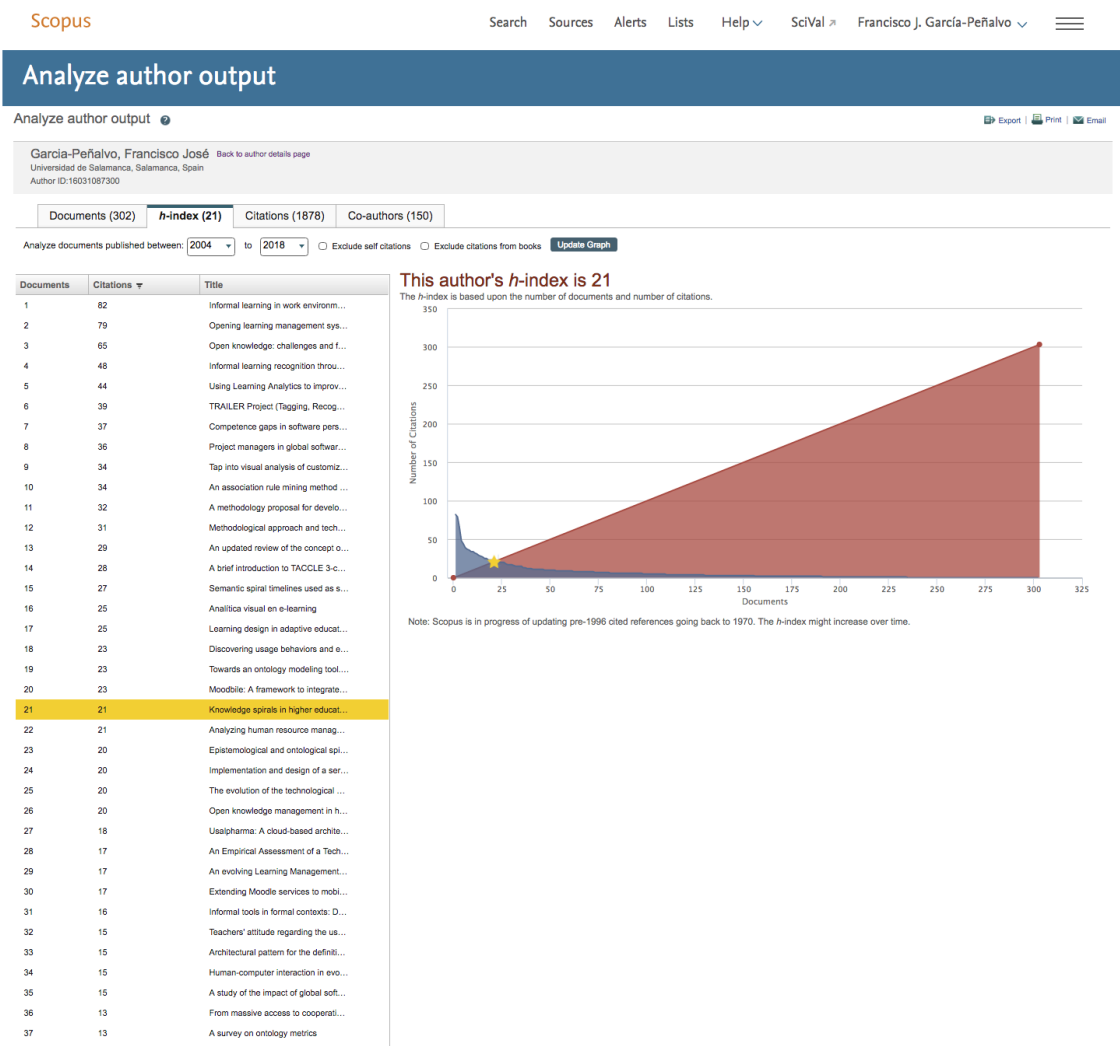 Scopus
Search Sources Alerts Lists Help SciVal Francisco J. García-Peñalvo
Analyze author output
Analyze author output ?
Export | Print | Email
Garcia-Peñalvo, Francisco José Back to author details page
Universidad de Salamanca, Salamanca, Spain
Author ID:16031087300
Documents (302) h-index (21) Citations (1878) Co-authors (150)
Analyze documents published between: 2004 to 2018 Exclude self citations Exclude citations from books Update Graph
Documents Citations Title
1 82 Informal learning in work environm...
2 79 Opening learning management sys...
3 65 Open knowledge: challenges and f...
4 48 Informal learning recognition throu...
5 44 Using Learning Analytics to improv...
6 39 TRAILER Project (Tagging, Recog...
7 37 Competence gaps in software pers...
8 36 Project managers in global softwar...
9 34 Tap into visual analysis of customiz...
10 34 An association rule mining method ...
11 32 A methodology proposal for develo...
12 31 Methodological approach and tech...
13 29 An updated review of the concept o...
14 28 A brief introduction to TACCLE 3-c...
15 27 Semantic spiral timelines used as s...
16 25 Analítica visual en e-learning
17 25 Learning design in adaptive educat...
18 23 Discovering usage behaviors and e...
19 23 Towards an ontology modeling tool....
20 23 Moodbile: A framework to integrate...
21 21 Knowledge spirals in higher educat...
22 21 Analyzing human resource manag...
23 20 Epistemological and ontological spi...
24 20 Implementation and design of a ser...
25 20 The evolution of the technological ...
26 20 Open knowledge management in h...
27 18 Usalpharma: A cloud-based archite...
28 17 An Empirical Assessment of a Tech...
29 17 An evolving Learning Management...
30 17 Extending Moodle services to mobi...
31 16 Informal tools in formal contexts: D...
32 15 Teachers' attitude regarding the us...
33 15 Architectural pattern for the definiti...
34 15 Human-computer interaction in evo...
35 15 A study of the impact of global soft...
36 13 From massive access to cooperati...
37 13 A survey on ontology metrics
This author's h-index is 21
The h-index is based upon the number of documents and number of citations.
350
300
250
200
150
100
50
0
Number of Citations
0 25 50 75 100 125 150 175 200 225 250 275 300 325
Documents
Note: Scopus is in progress of updating pre-1996 cited references going back to 1970. The h-index might increase over time.